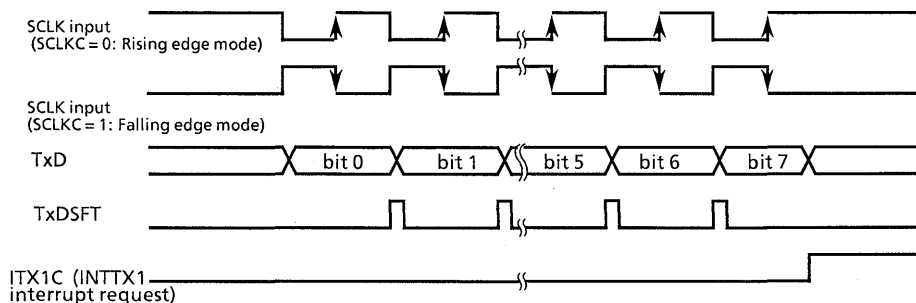 SCLK input
(SCLKC = 0: Rising edge mode)
SCLK input
(SCLKC = 1: Falling edge mode)
TxD
bit 0 bit 1 bit 5 bit 6 bit 7
TxDSFT
ITX1C (INTTX1
interrupt request)